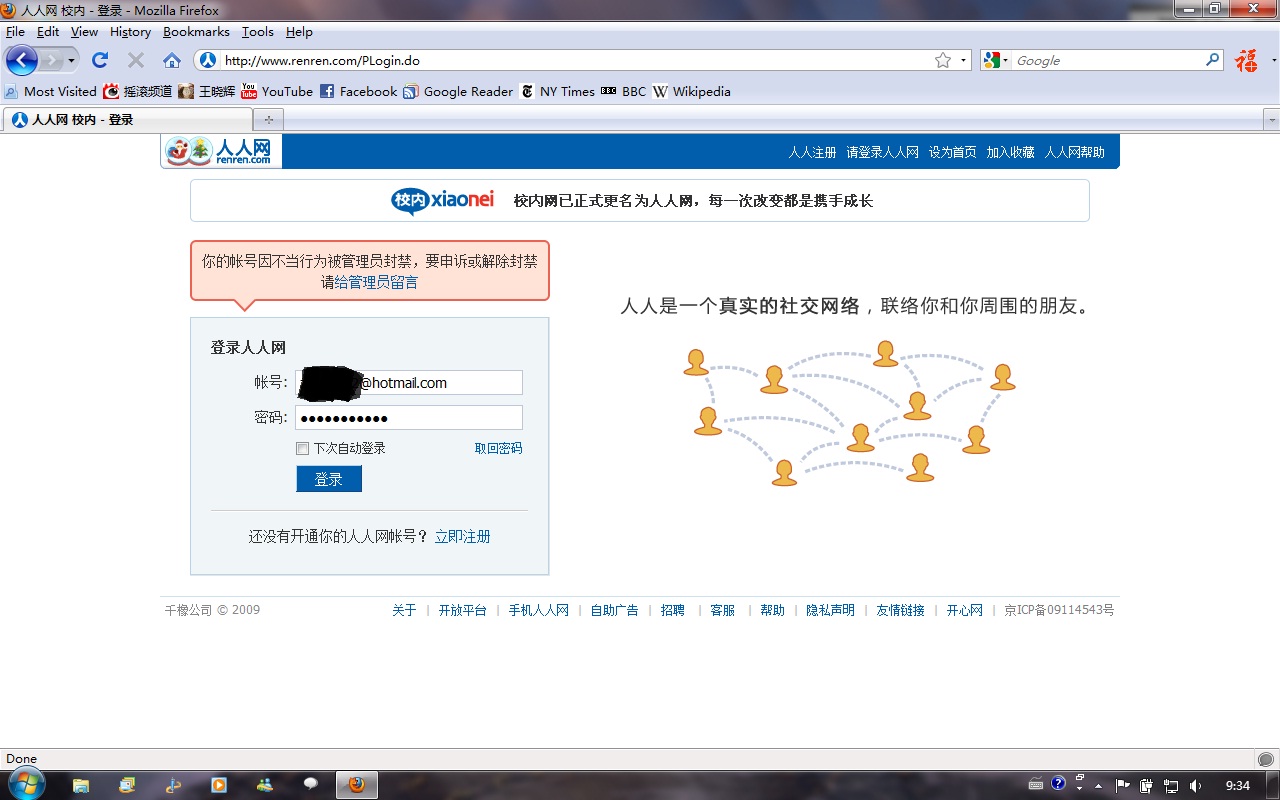 人人网 校内 - 登录 - Mozilla Firefox
File Edit View History Bookmarks Tools Help
http://www.renren.com/PLogin.do
Google
Most Visited 摇滚频道 王晓辉 YouTube Facebook Google Reader NY Times BBC BBC Wikipedia
人人网 校内 - 登录
人人网
renren.com
人人注册 请登录人人网 设为首页 加入收藏 人人网帮助
校内 xiaonei 校内网已正式更名为人人网，每一次改变都是携手成长
你的帐号因不当行为被管理员封禁，要申诉或解除封禁
请给管理员留言
人人是一个真实的社交网络，联络你和你周围的朋友。
登录人人网
帐号: @hotmail.com
密码: •••••••••••
下次自动登录 取回密码
登录
还没有开通你的人人网帐号？ 立即注册
千橡公司 © 2009 关于 | 开放平台 | 手机人人网 | 自助广告 | 招聘 | 客服 | 帮助 | 隐私声明 | 友情链接 | 开心网 | 京ICP备09114543号
Done
9:34